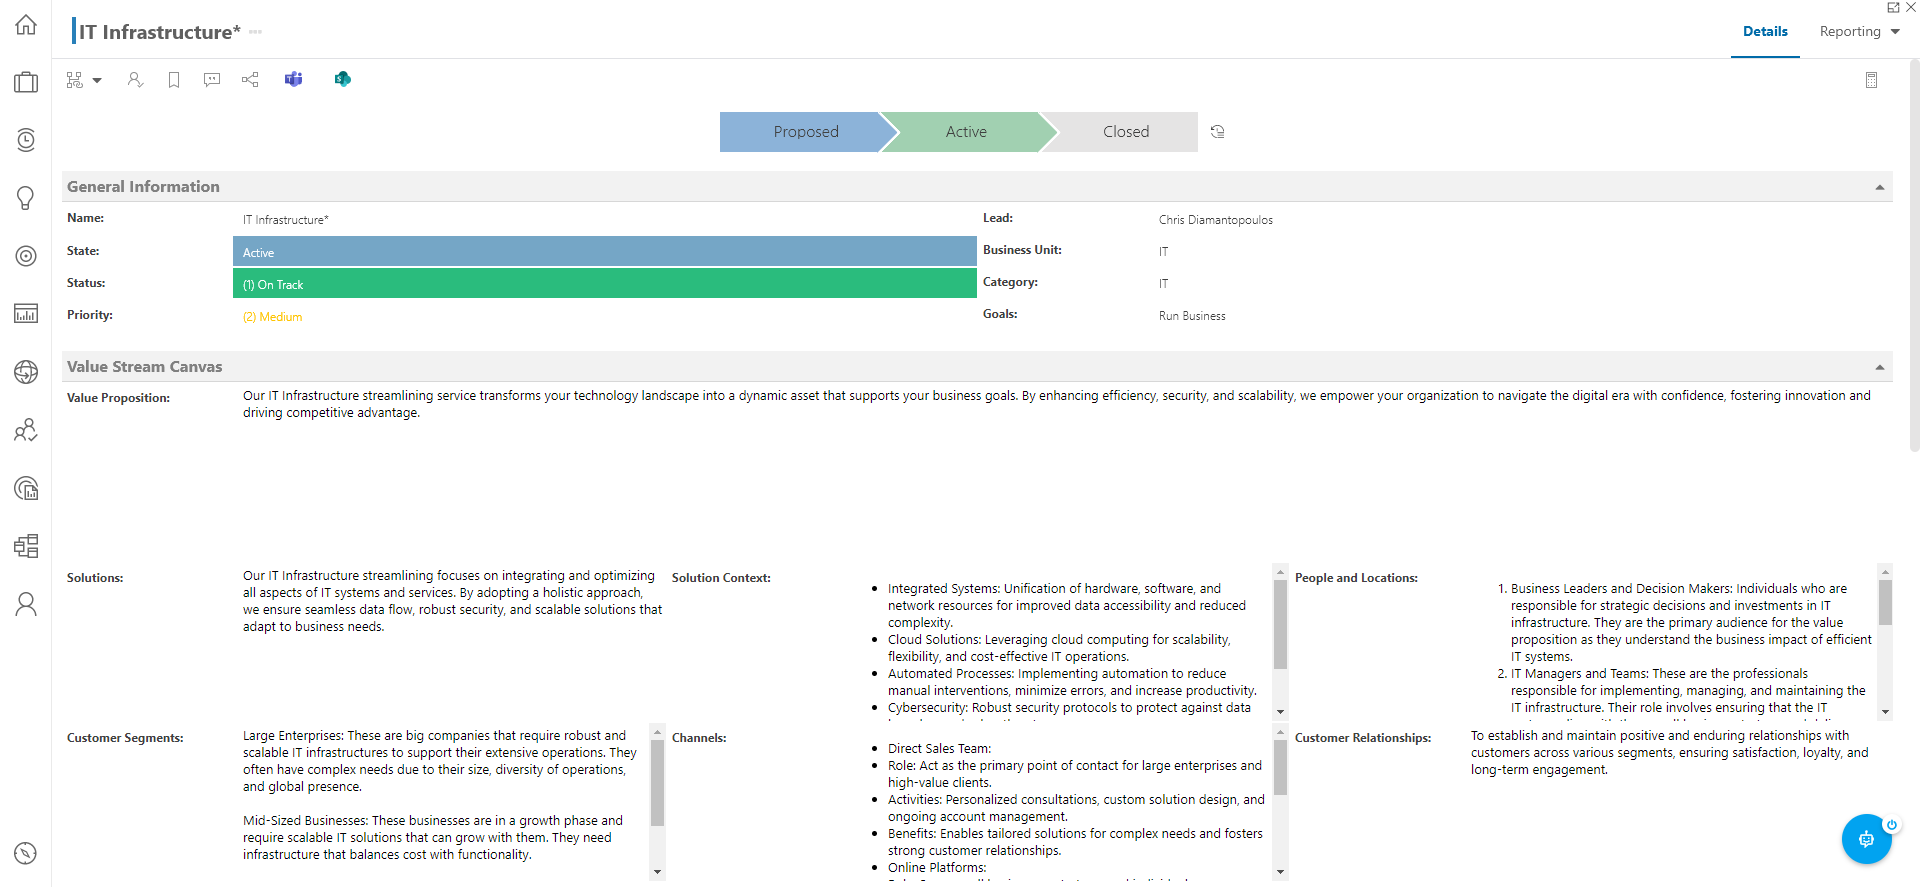 IT Infrastructure*
Details
Reporting
Proposed
Active
Closed
General Information
Name:
IT Infrastructure*
Lead:
Chris Diamantopoulos
State:
Active
Business Unit:
IT
Status:
(1) On Track
Category:
IT
Priority:
(2) Medium
Goals:
Run Business
Value Stream Canvas
Value Proposition:
Our IT Infrastructure streamlining service transforms your technology landscape into a dynamic asset that supports your business goals. By enhancing efficiency, security, and scalability, we empower your organization to navigate the digital era with confidence, fostering innovation and
driving competitive advantage.
Solutions:
Our IT Infrastructure streamlining focuses on integrating and optimizing
all aspects of IT systems and services. By adopting a holistic approach,
we ensure seamless data flow, robust security, and scalable solutions that
adapt to business needs.
Solution Context:
• Integrated Systems: Unification of hardware, software, and
network resources for improved data accessibility and reduced
complexity.
• Cloud Solutions: Leveraging cloud computing for scalability,
flexibility, and cost-effective IT operations.
• Automated Processes: Implementing automation to reduce
manual interventions, minimize errors, and increase productivity.
• Cybersecurity: Robust security protocols to protect against data
People and Locations:
1. Business Leaders and Decision Makers: Individuals who are
responsible for strategic decisions and investments in IT
infrastructure. They are the primary audience for the value
proposition as they understand the business impact of efficient
IT systems.
2. IT Managers and Teams: These are the professionals
responsible for implementing, managing, and maintaining the
IT infrastructure. Their role involves ensuring that the IT
Customer Segments:
Large Enterprises: These are big companies that require robust and
scalable IT infrastructures to support their extensive operations. They
often have complex needs due to their size, diversity of operations,
and global presence.
Mid-Sized Businesses: These businesses are in a growth phase and
require scalable IT solutions that can grow with them. They need
infrastructure that balances cost with functionality.
Channels:
• Direct Sales Team:
• Role: Act as the primary point of contact for large enterprises and
high-value clients.
• Activities: Personalized consultations, custom solution design, and
ongoing account management.
• Benefits: Enables tailored solutions for complex needs and fosters
strong customer relationships.
• Online Platforms:
Customer Relationships:
To establish and maintain positive and enduring relationships with
customers across various segments, ensuring satisfaction, loyalty, and
long-term engagement.